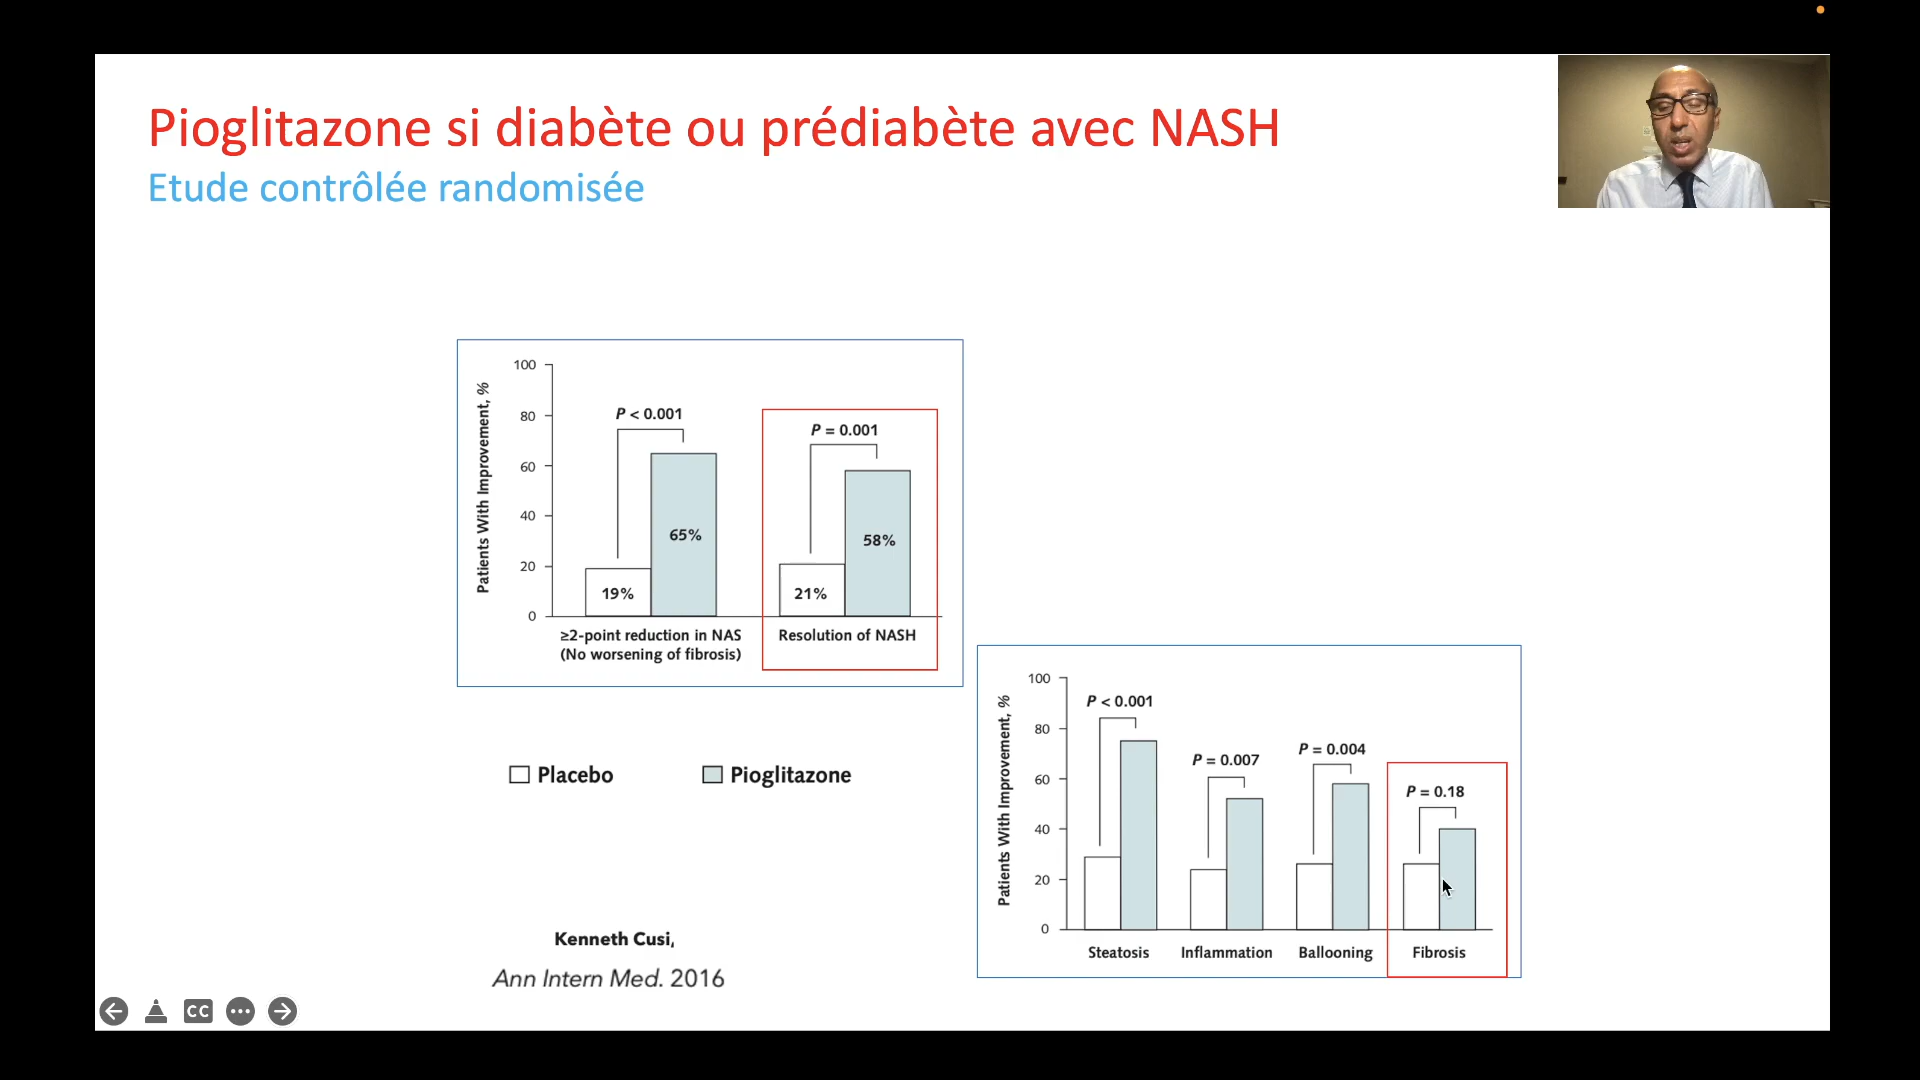 Pioglitazone si diabète ou prédiabète avec NASH
Etude contrôlée randomisée
Patients With Improvement, %
100
80
60
40
20
0
P < 0.001
P = 0.001
65%
58%
19%
21%
≥2-point reduction in NAS
(No worsening of fibrosis)
Resolution of NASH
Placebo
Pioglitazone
Patients With Improvement, %
100
80
60
40
20
0
P < 0.001
P = 0.007
P = 0.004
P = 0.18
Steatosis
Inflammation
Ballooning
Fibrosis
Kenneth Cusi,
Ann Intern Med. 2016
CC